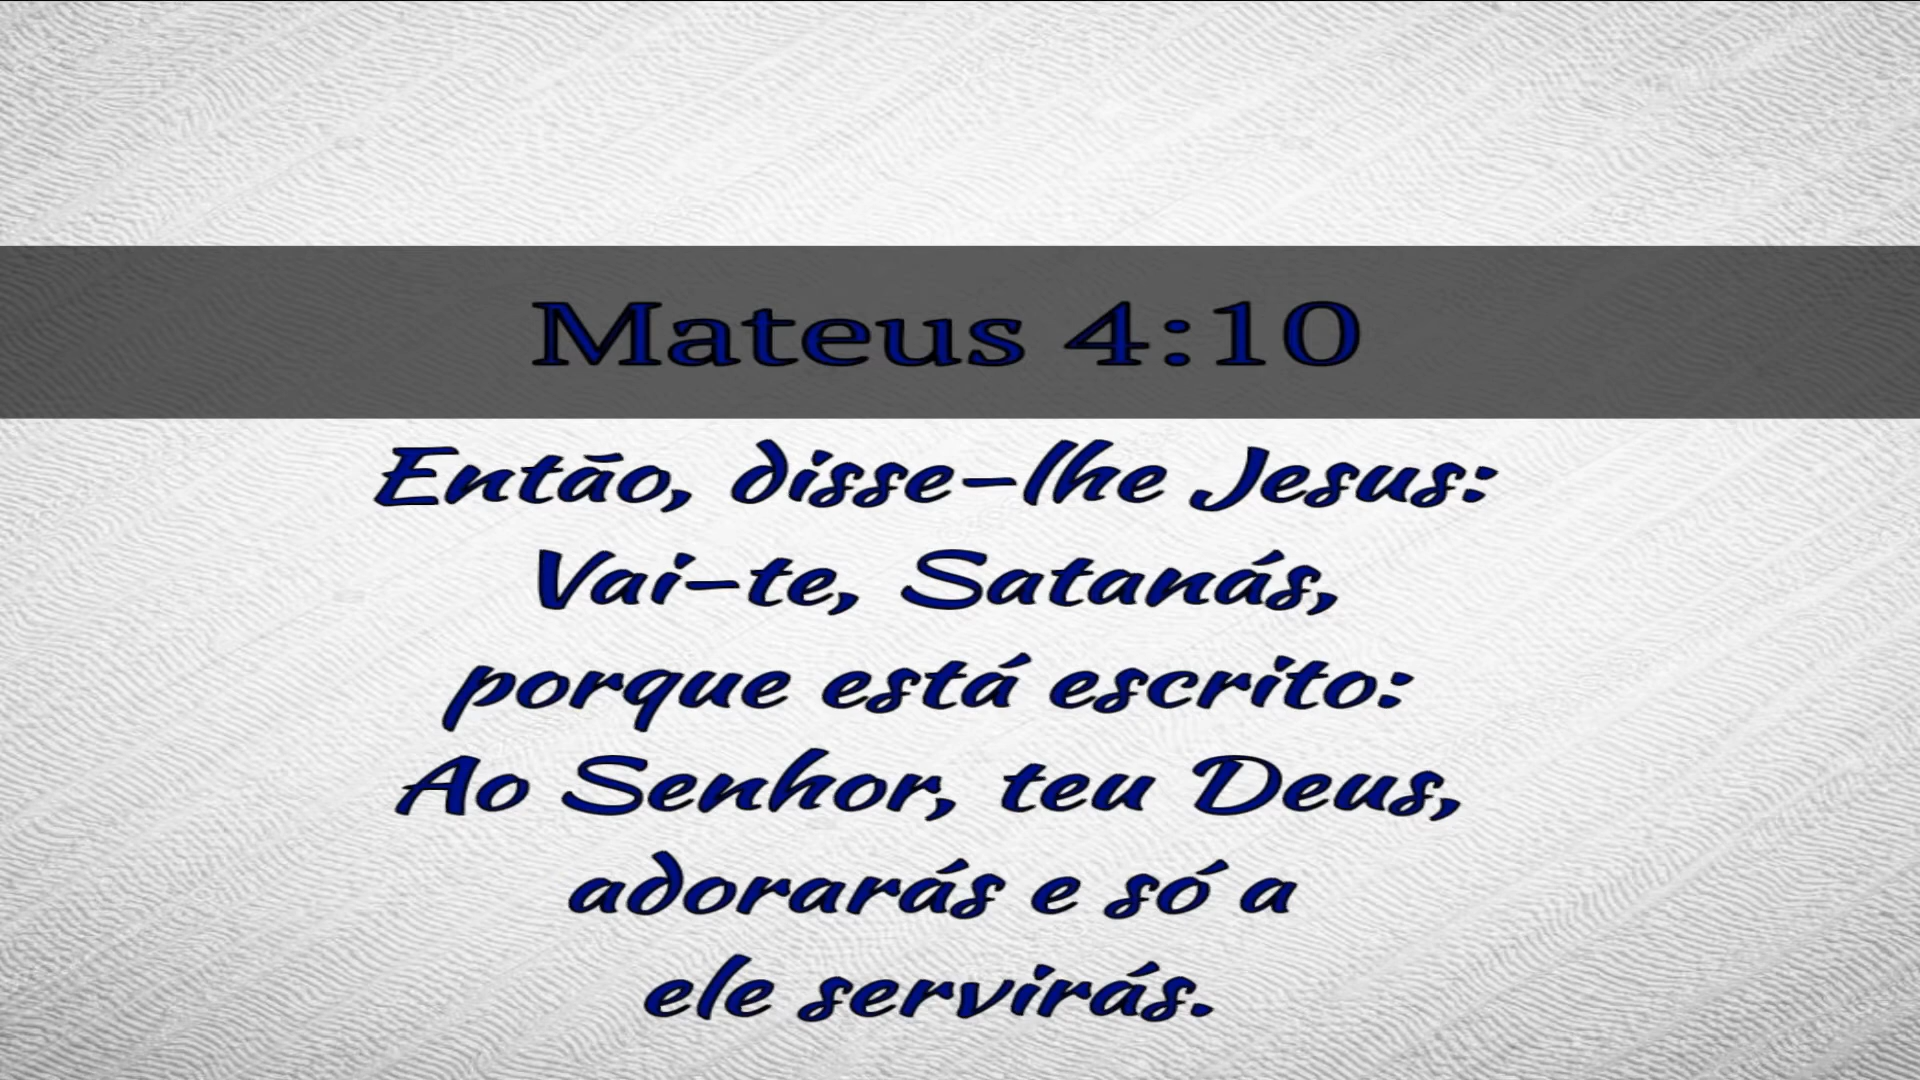 Mateus 4:10
Então, disse-lhe Jesus:
Vai-te, Satanás,
porque está escrito:
Ao Senhor, teu Deus,
adorarás e só a
ele servirás.